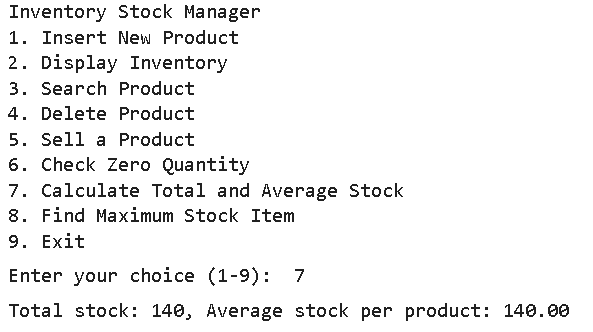 Inventory Stock Manager
1. Insert New Product
2. Display Inventory
3. Search Product
4. Delete Product
5. Sell a Product
6. Check Zero Quantity
7. Calculate Total and Average Stock
8. Find Maximum Stock Item
9. Exit
Enter your choice (1-9):  7
Total stock: 140, Average stock per product: 140.00